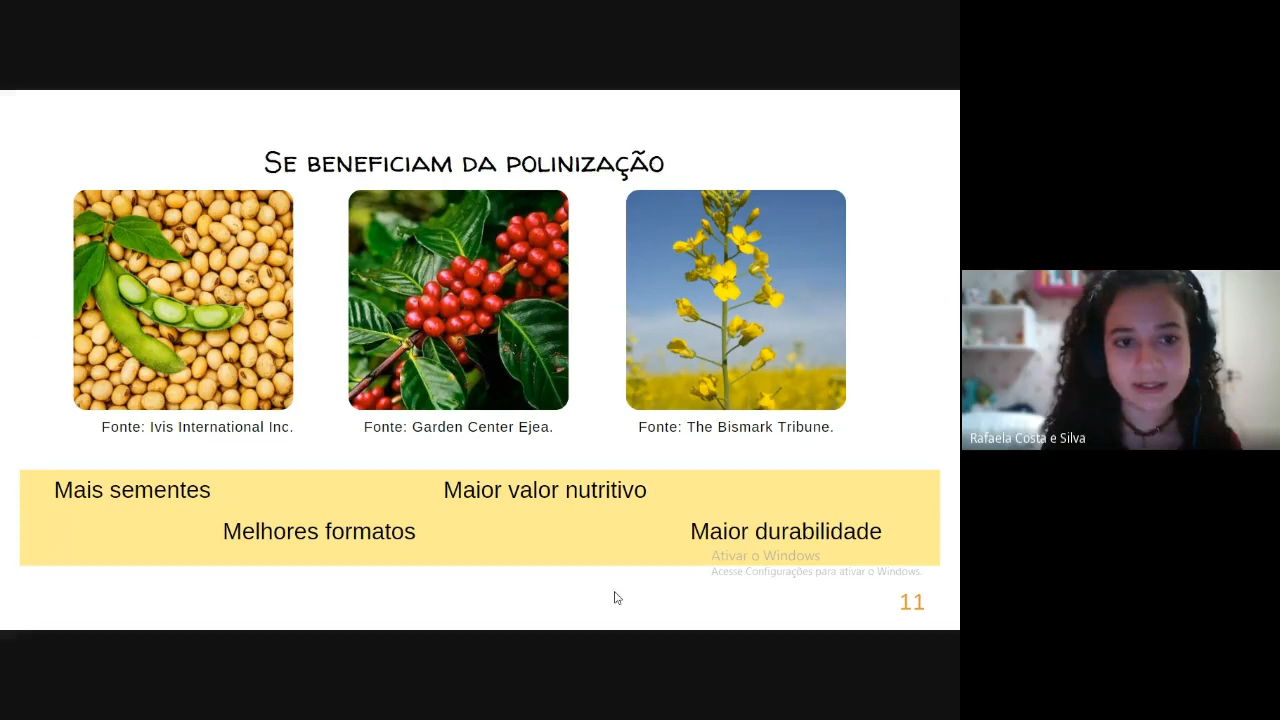 Se beneficiam da polinização
Fonte: Ivis International Inc.
Fonte: Garden Center Ejea.
Fonte: The Bismark Tribune.
Mais sementes
Maior valor nutritivo
Melhores formatos
Maior durabilidade
Ativar o Windows
Acesse Configurações para ativar o Windows.
11
Rafaela Costa e Silva